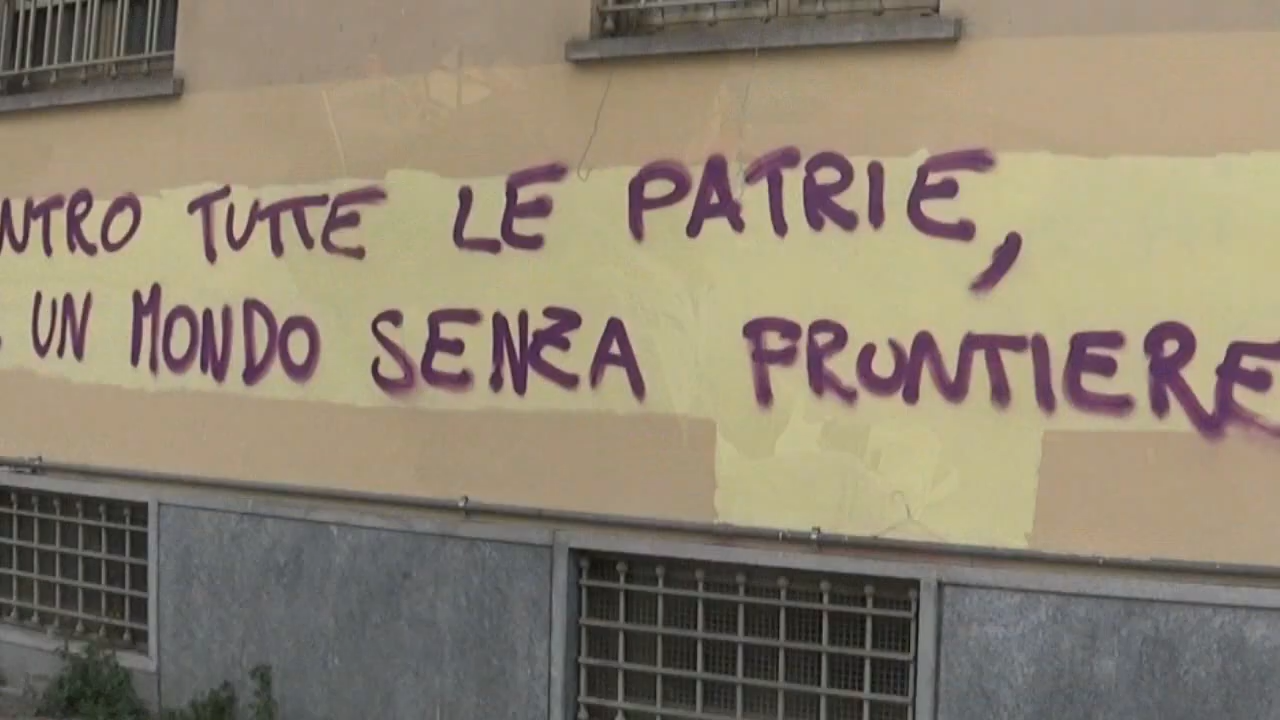 NTRO TUTTE LE PATRIE,
UN MONDO SENZA FRONTIERE